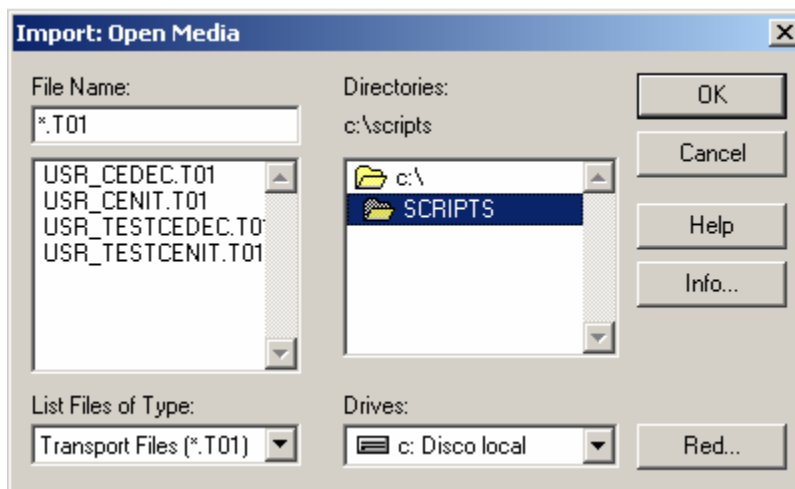 Import: Open Media
File Name:
*.T01
USR_CEDEC.T01
USR_CENIT.T01
USR_TESTCEDEC.T0
USR_TESTCENIT.T01
List Files of Type:
Transport Files (*.T01)
Directories:
c:\scripts
c:\
SCRIPTS
Drives:
c: Disco local
OK
Cancel
Help
Info...
Red...